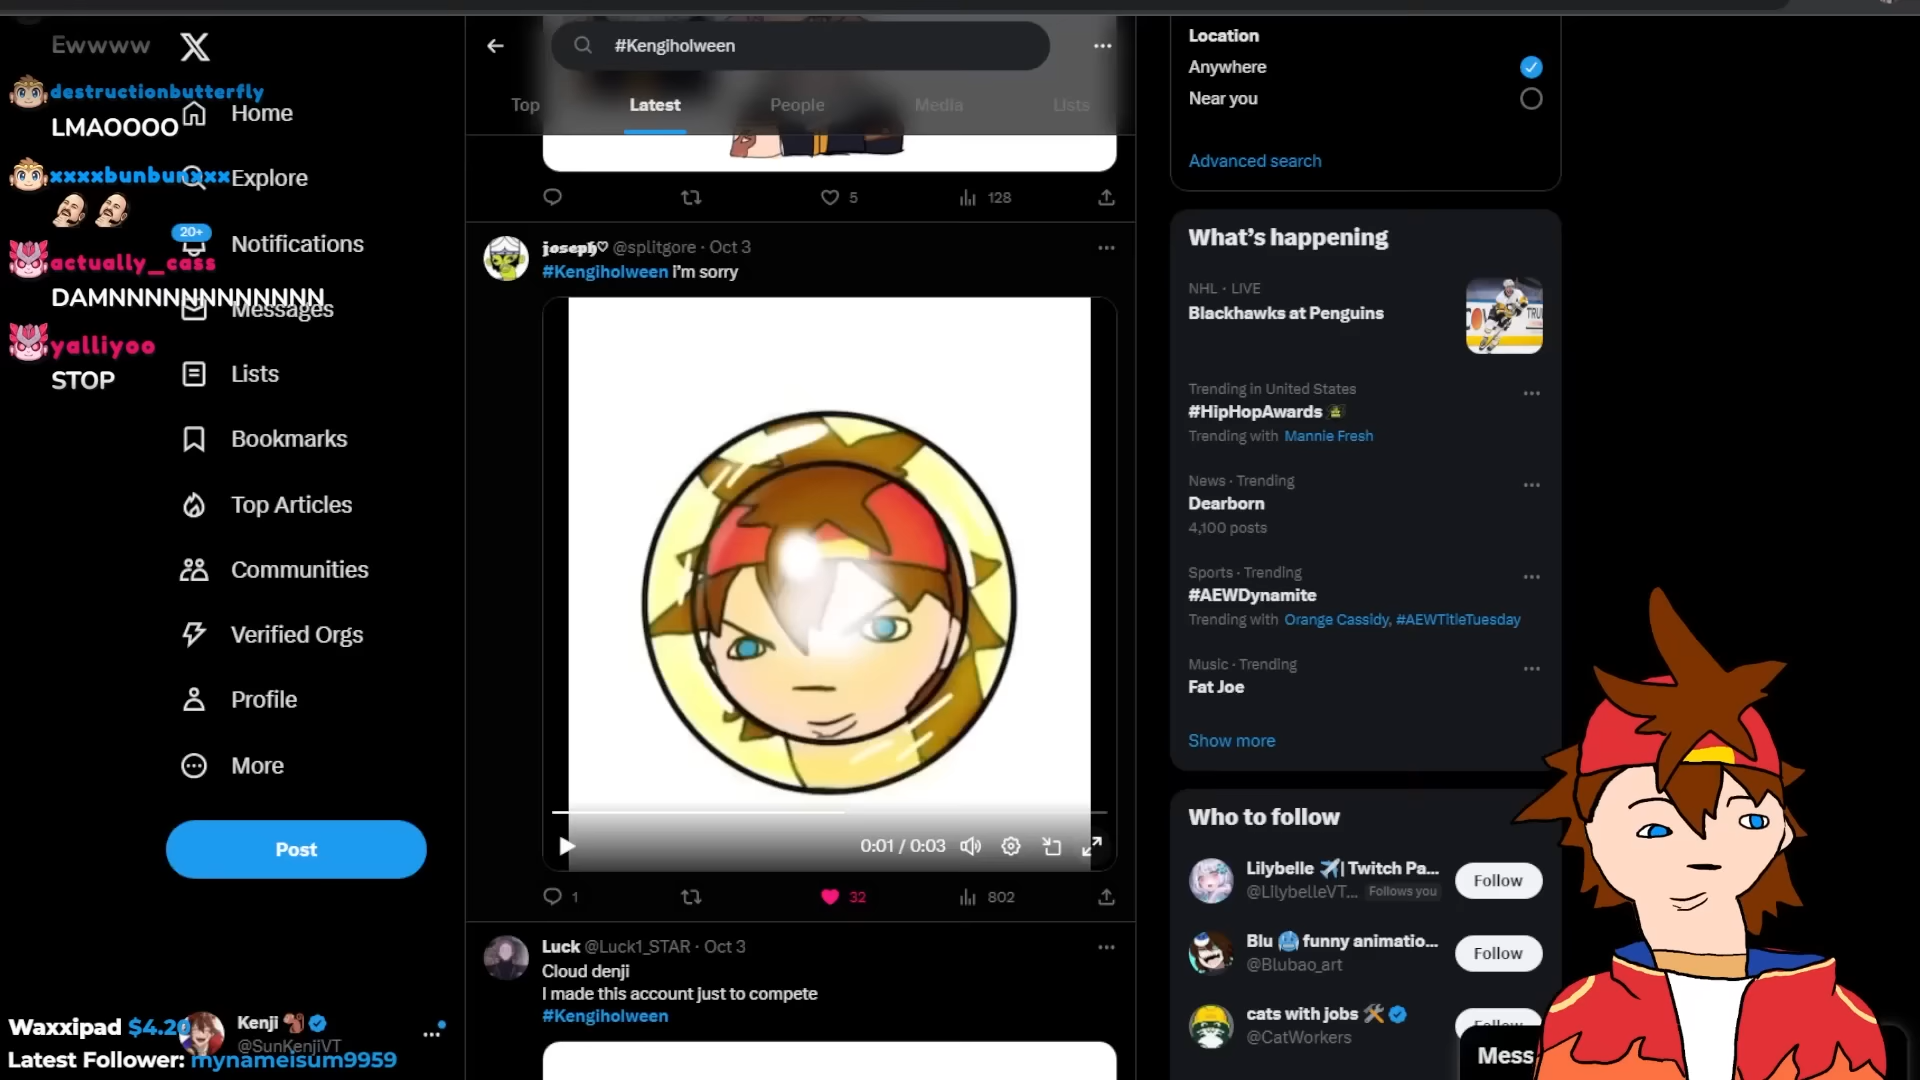 Ewwww
destructionbutterfly
LMAOOOO
xxxxbunbunxxx
actually_cass
DAMNNNNNNNNNNNNN
yalliyoo
STOP
Home
Explore
20+
Notifications
Messages
Lists
Bookmarks
Top Articles
Communities
Verified Orgs
Profile
More
Post
Waxxipad $4.20
Kenji
@SunKenjiVT
Latest Follower: mynameisum9959
#Kengiholween
Top
Latest
People
Media
Lists
5
128
joseph♡ @splitgore · Oct 3
#Kengiholween i'm sorry
0:01 / 0:03
1
32
802
Luck @Luck1_STAR · Oct 3
Cloud denji
I made this account just to compete
#Kengiholween
Location
Anywhere
Near you
Advanced search
What's happening
NHL · LIVE
Blackhawks at Penguins
Trending in United States
#HipHopAwards
Trending with Mannie Fresh
News · Trending
Dearborn
4,100 posts
Sports · Trending
#AEWDynamite
Trending with Orange Cassidy, #AEWTitleTuesday
Music · Trending
Fat Joe
Show more
Who to follow
Lilybelle ✈️| Twitch Pa...
@LilybelleVT... Follows you
Follow
Blu 🥶 funny animatio...
@Blubao_art
Follow
cats with jobs 🛠️
@CatWorkers
Follow
Mess